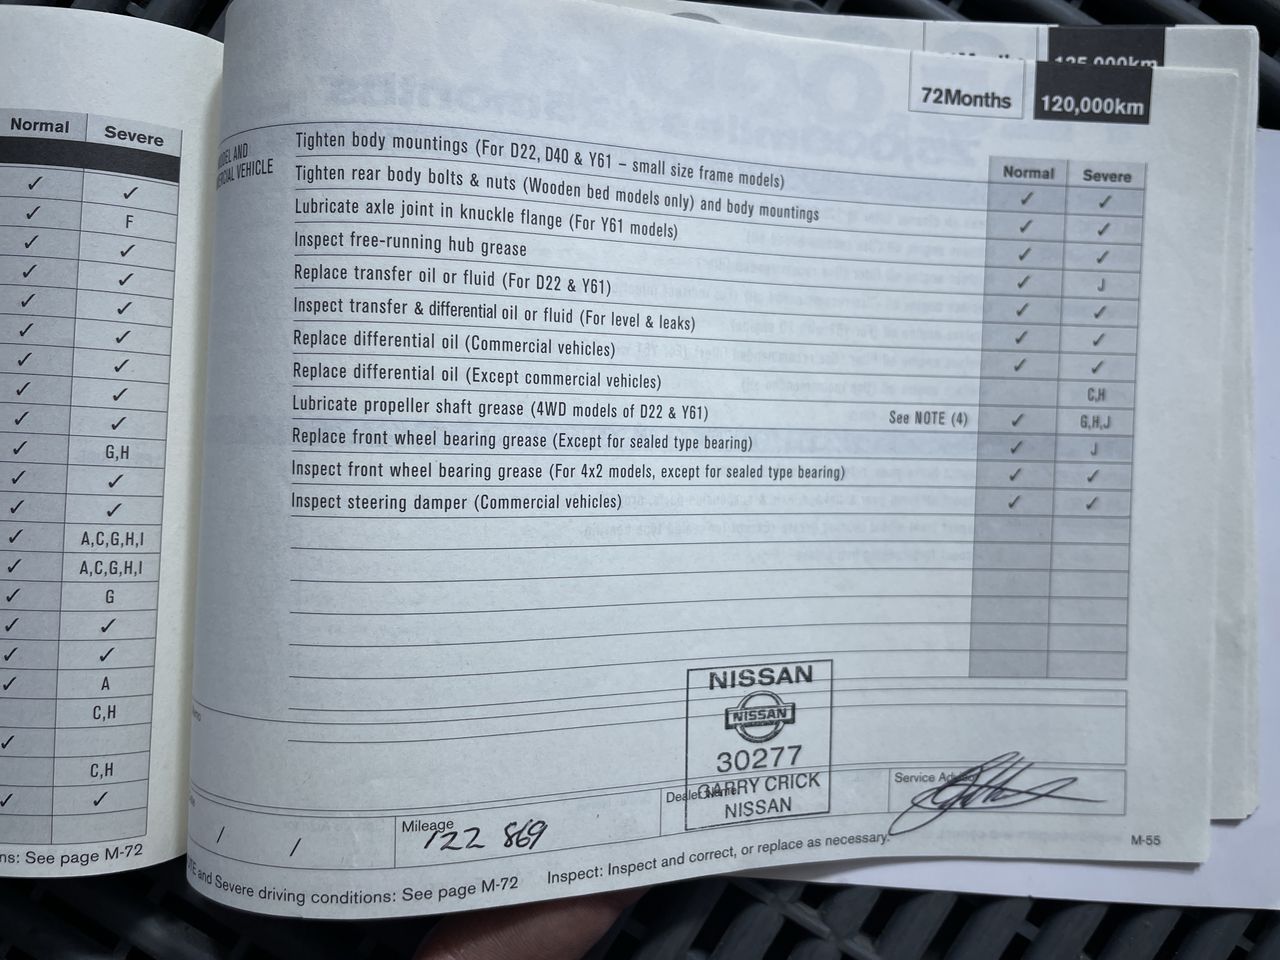 Normal Severe
✓ ✓
✓ F
✓ ✓
✓ ✓
✓ ✓
✓ ✓
✓ ✓
✓ ✓
✓ ✓
✓ G,H
✓ ✓
✓ ✓
✓ A,C,G,H,I
✓ A,C,G,H,I
✓ G
✓ ✓
✓ ✓
✓ A
C,H
✓
C,H
✓ ✓
See page M-72
125,000km
72Months 120,000km
AND
VEHICLE
Normal Severe
Tighten body mountings (For D22, D40 & Y61 – small size frame models) ✓ ✓
Tighten rear body bolts & nuts (Wooden bed models only) and body mountings ✓ ✓
Lubricate axle joint in knuckle flange (For Y61 models) ✓ ✓
Inspect free-running hub grease ✓ J
Replace transfer oil or fluid (For D22 & Y61) ✓ ✓
Inspect transfer & differential oil or fluid (For level & leaks) ✓ ✓
Replace differential oil (Commercial vehicles) ✓ ✓
Replace differential oil (Except commercial vehicles) C,H
Lubricate propeller shaft grease (4WD models of D22 & Y61) See NOTE (4) ✓ G,H,J
Replace front wheel bearing grease (Except for sealed type bearing) ✓ J
Inspect front wheel bearing grease (For 4x2 models, except for sealed type bearing) ✓ ✓
Inspect steering damper (Commercial vehicles) ✓ ✓
NISSAN
NISSAN
30277
GARRY CRICK
NISSAN
/ /
Mileage
122 869
Dealer Name
Service Advisor
and Severe driving conditions: See page M-72 Inspect: Inspect and correct, or replace as necessary.
M-55